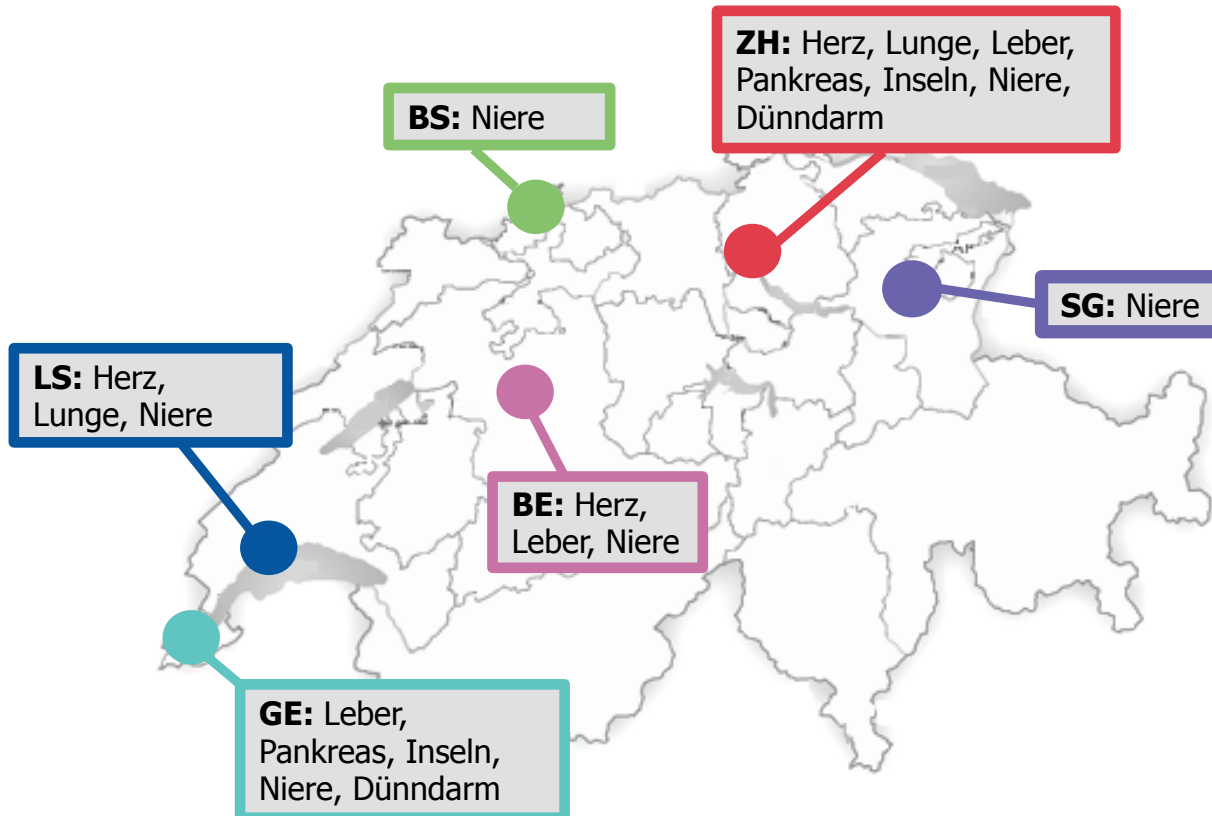 ZH: Herz, Lunge, Leber,
Pankreas, Inseln, Niere,
Dünndarm
BS: Niere
SG: Niere
LS: Herz,
Lunge, Niere
BE: Herz,
Leber, Niere
GE: Leber,
Pankreas, Inseln,
Niere, Dünndarm